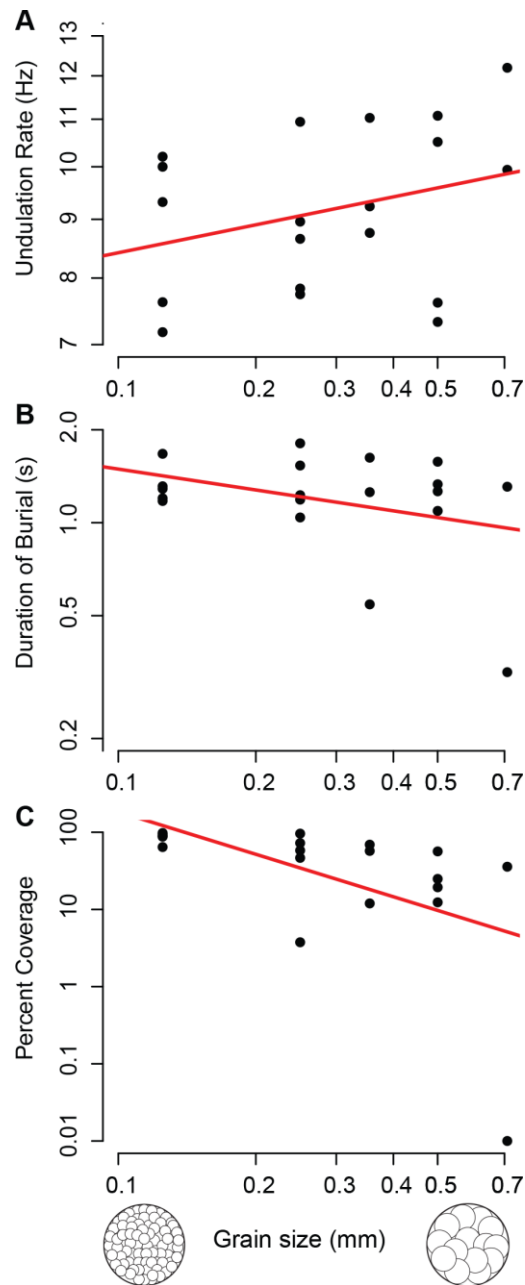 A
Undulation Rate (Hz)
13
12
11
10
9
8
7
0.1 0.2 0.3 0.4 0.5 0.7
B
Duration of Burial (s)
2.0
1.0
0.5
0.2
0.1 0.2 0.3 0.4 0.5 0.7
C
Percent Coverage
100
10
1
0.1
0.01
0.1 0.2 0.3 0.4 0.5 0.7
Grain size (mm)